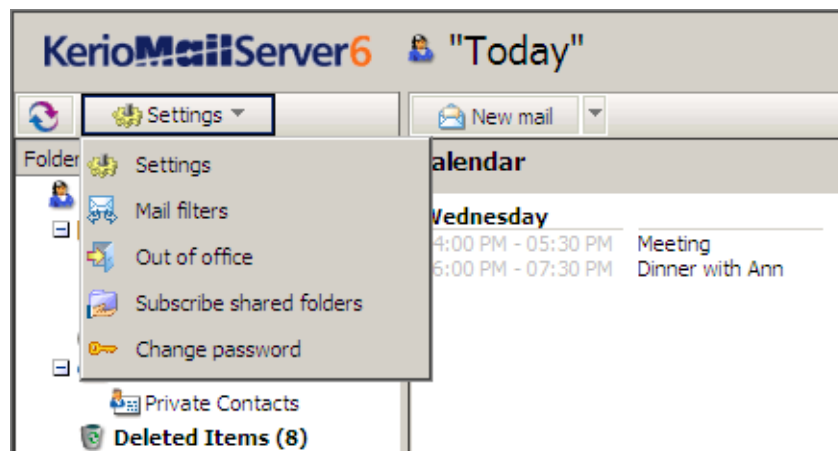 KerioMailServer6 "Today"
Settings New mail
Folder
Settings
Mail filters
Out of office
Subscribe shared folders
Change password
alendar
Wednesday
4:00 PM - 05:30 PM Meeting
6:00 PM - 07:30 PM Dinner with Ann
Private Contacts
Deleted Items (8)